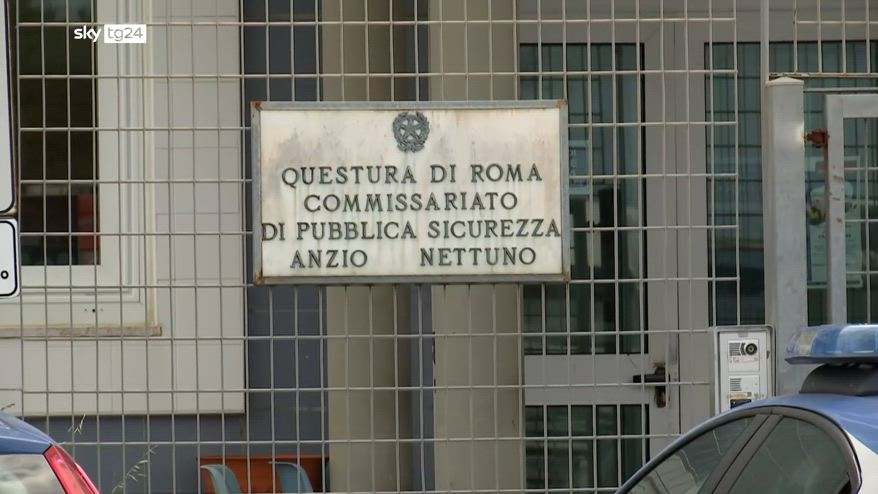 sky tg24
QUESTURA DI ROMA
COMMISSARIATO
DI PUBBLICA SICUREZZA
ANZIO NETTUNO